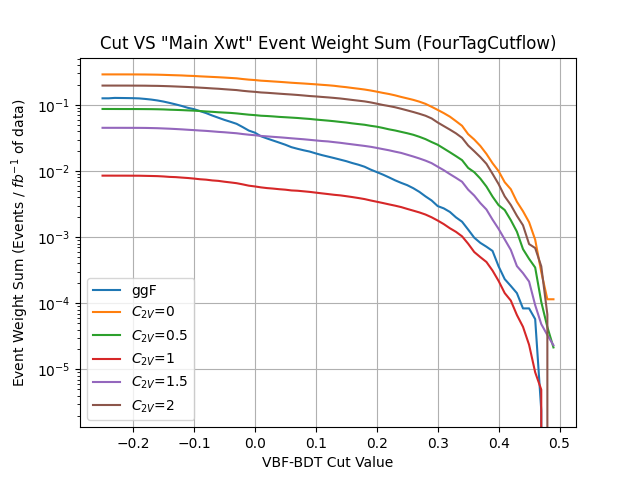 Cut VS "Main Xwt" Event Weight Sum (FourTagCutflow)
Event Weight Sum (Events / fb⁻¹ of data)
10⁻¹
10⁻²
10⁻³
10⁻⁴
10⁻⁵
ggF
C₂V=0
C₂V=0.5
C₂V=1
C₂V=1.5
C₂V=2
−0.2 −0.1 0.0 0.1 0.2 0.3 0.4 0.5
VBF-BDT Cut Value